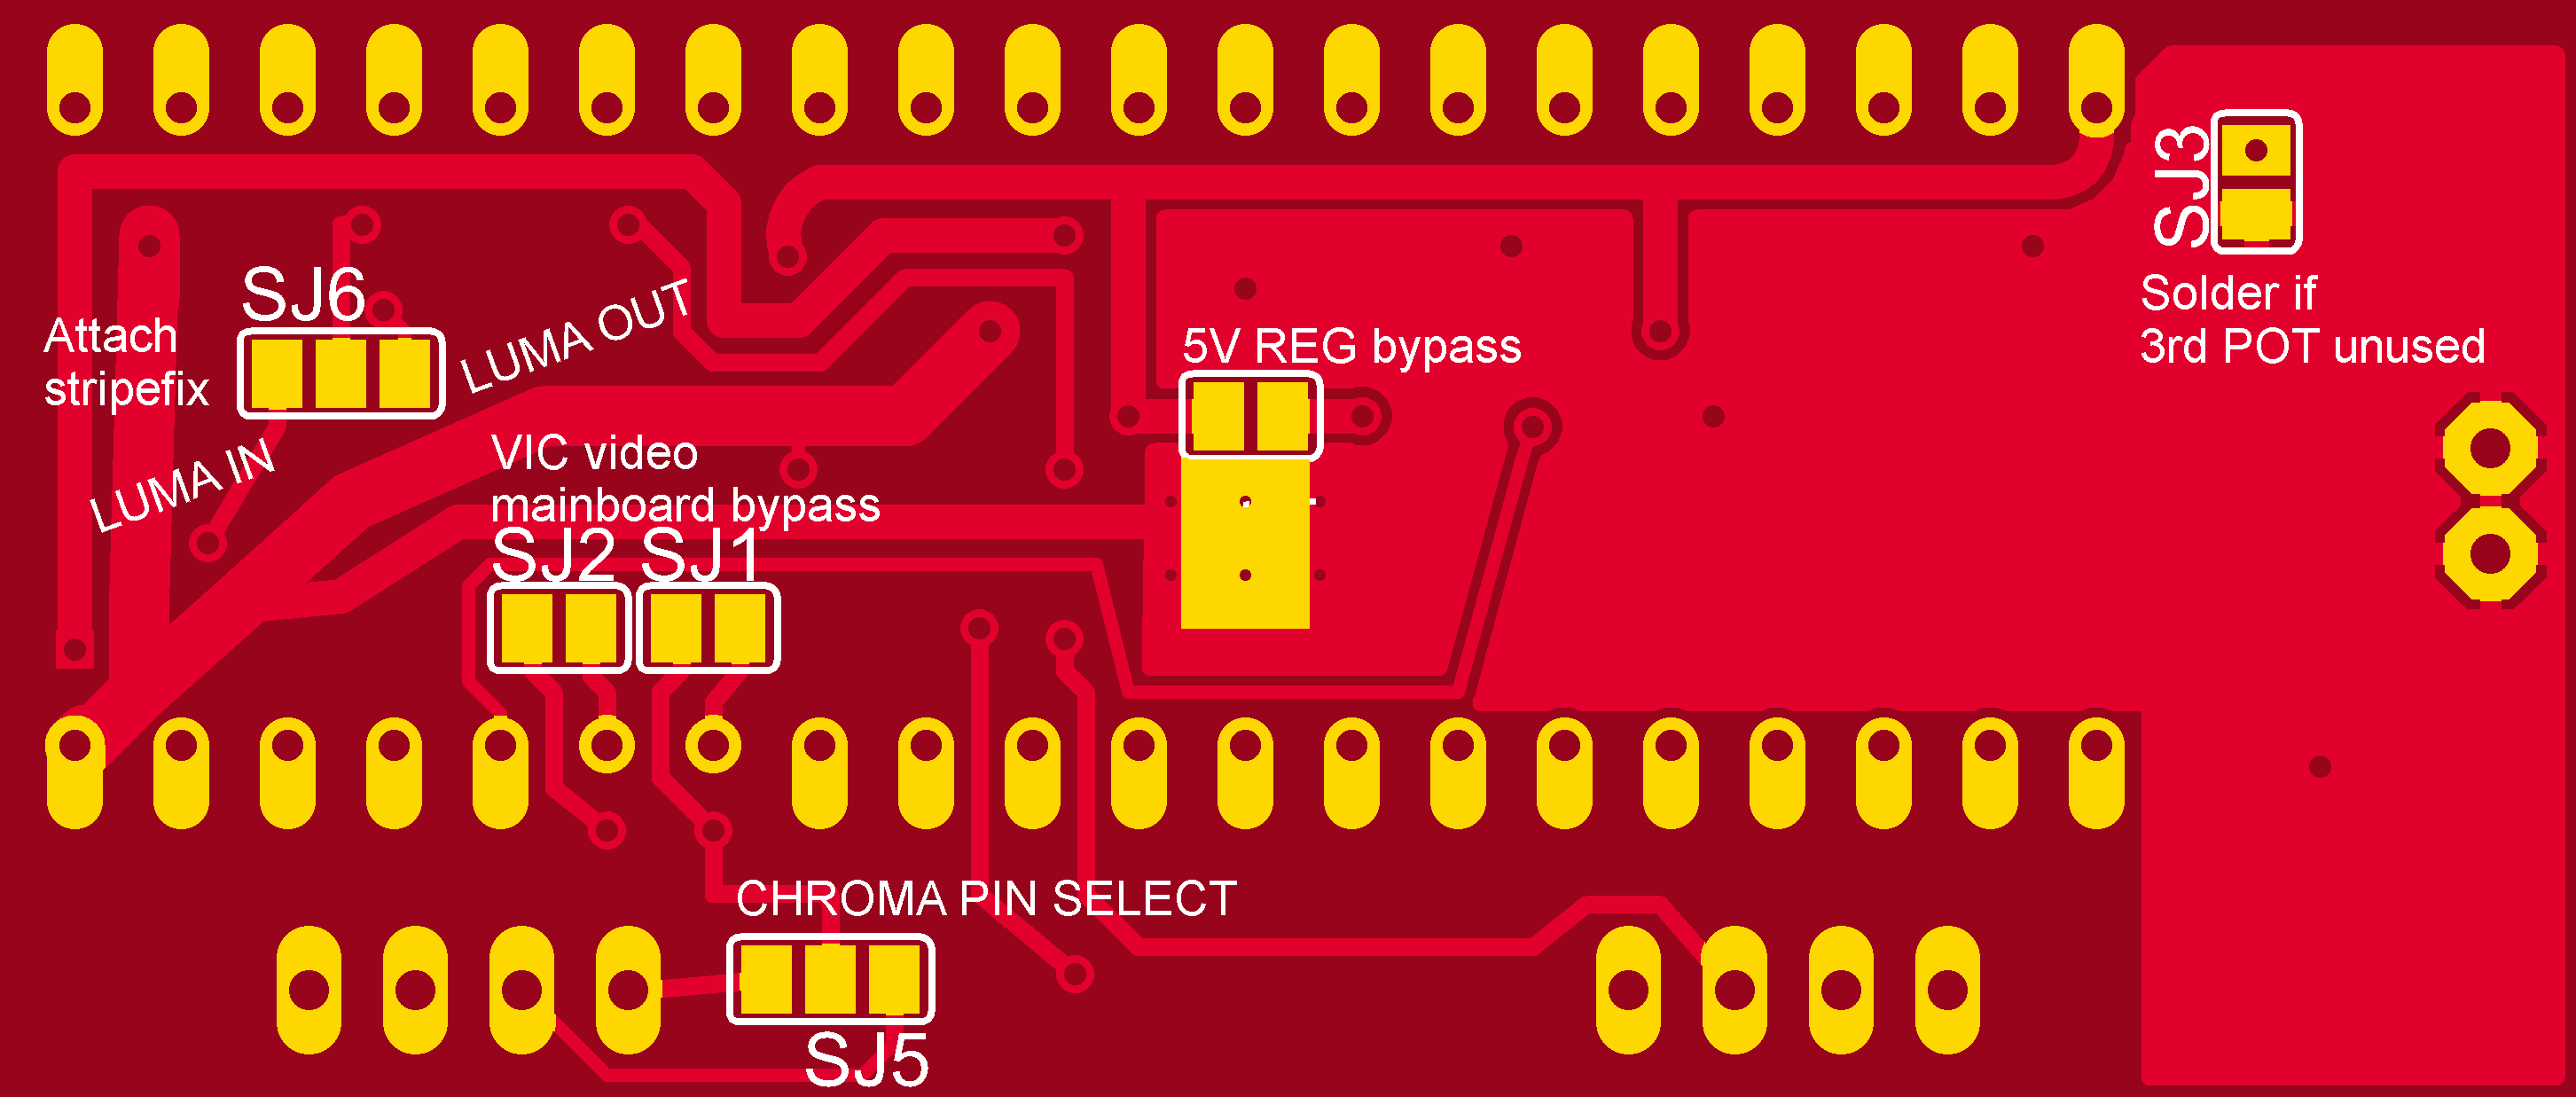 SJ3
Solder if
3rd POT unused
SJ6
Attach
stripefix
LUMA OUT
LUMA IN
5V REG bypass
VIC video
mainboard bypass
SJ2 SJ1
CHROMA PIN SELECT
SJ5